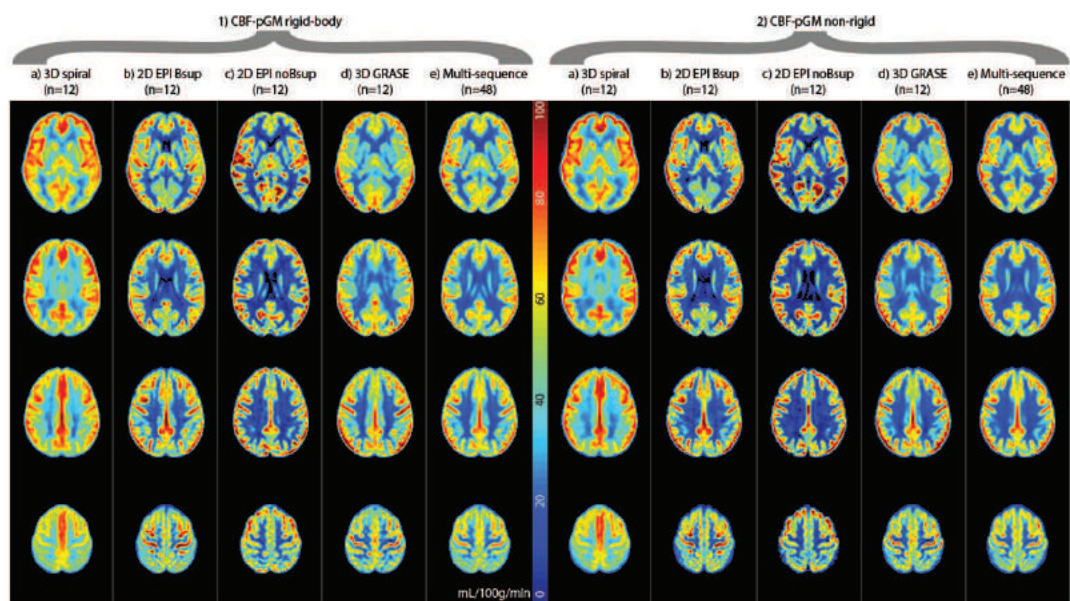 1) CBF-pGM rigid-body
2) CBF-pGM non-rigid
a) 3D spiral
(n=12)
b) 2D EPI Bsup
(n=12)
c) 2D EPI noBsup
(n=12)
d) 3D GRASE
(n=12)
e) Multi-sequence
(n=48)
a) 3D spiral
(n=12)
b) 2D EPI Bsup
(n=12)
c) 2D EPI noBsup
(n=12)
d) 3D GRASE
(n=12)
e) Multi-sequence
(n=48)
100
80
60
40
20
0
mL/100g/min